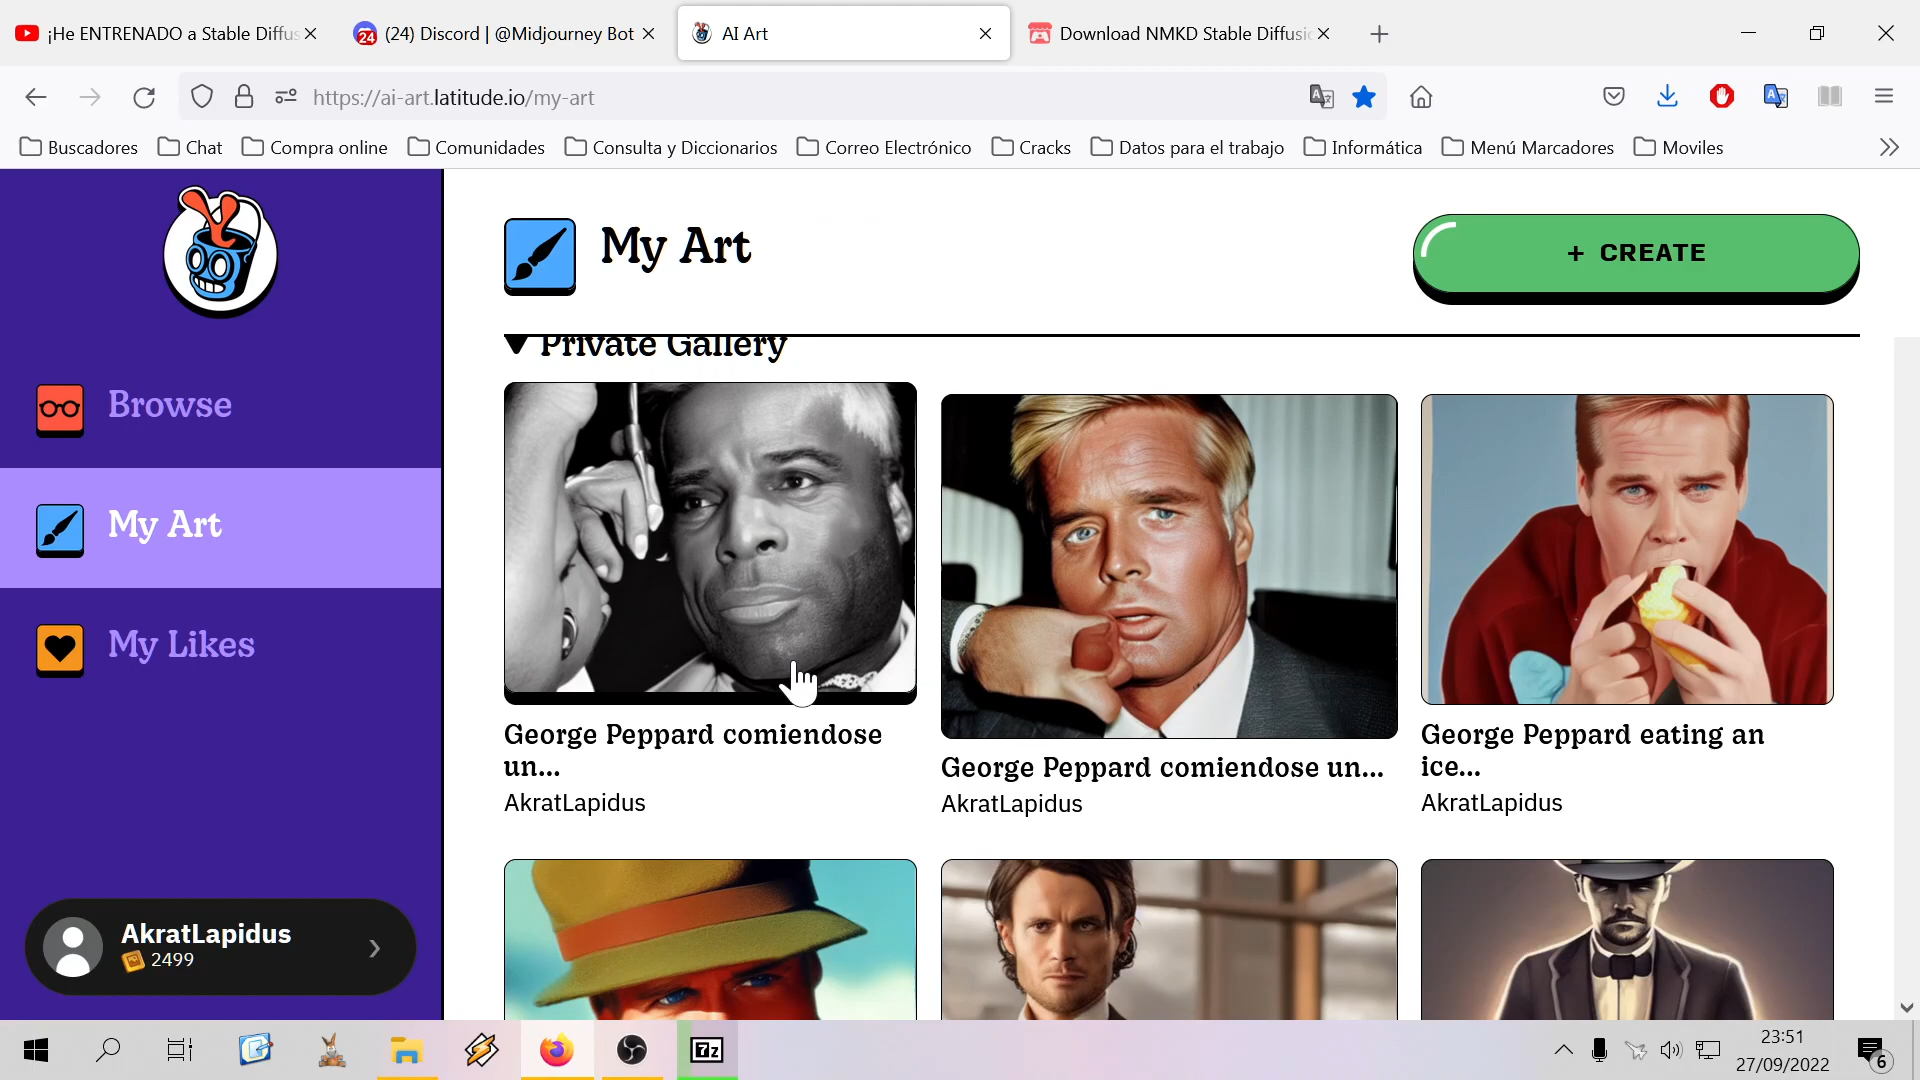 ¡He ENTRENADO a Stable Diffus
(24) Discord | @Midjourney Bot
AI Art
Download NMKD Stable Diffusi
24
https://ai-art.latitude.io/my-art
Buscadores
Chat
Compra online
Comunidades
Consulta y Diccionarios
Correo Electrónico
Cracks
Datos para el trabajo
Informática
Menú Marcadores
Moviles
My Art
+ CREATE
Private Gallery
Browse
My Art
My Likes
George Peppard comiendose
un...
AkratLapidus
George Peppard comiendose un...
AkratLapidus
George Peppard eating an
ice...
AkratLapidus
AkratLapidus
2499
7z
23:51
27/09/2022
6